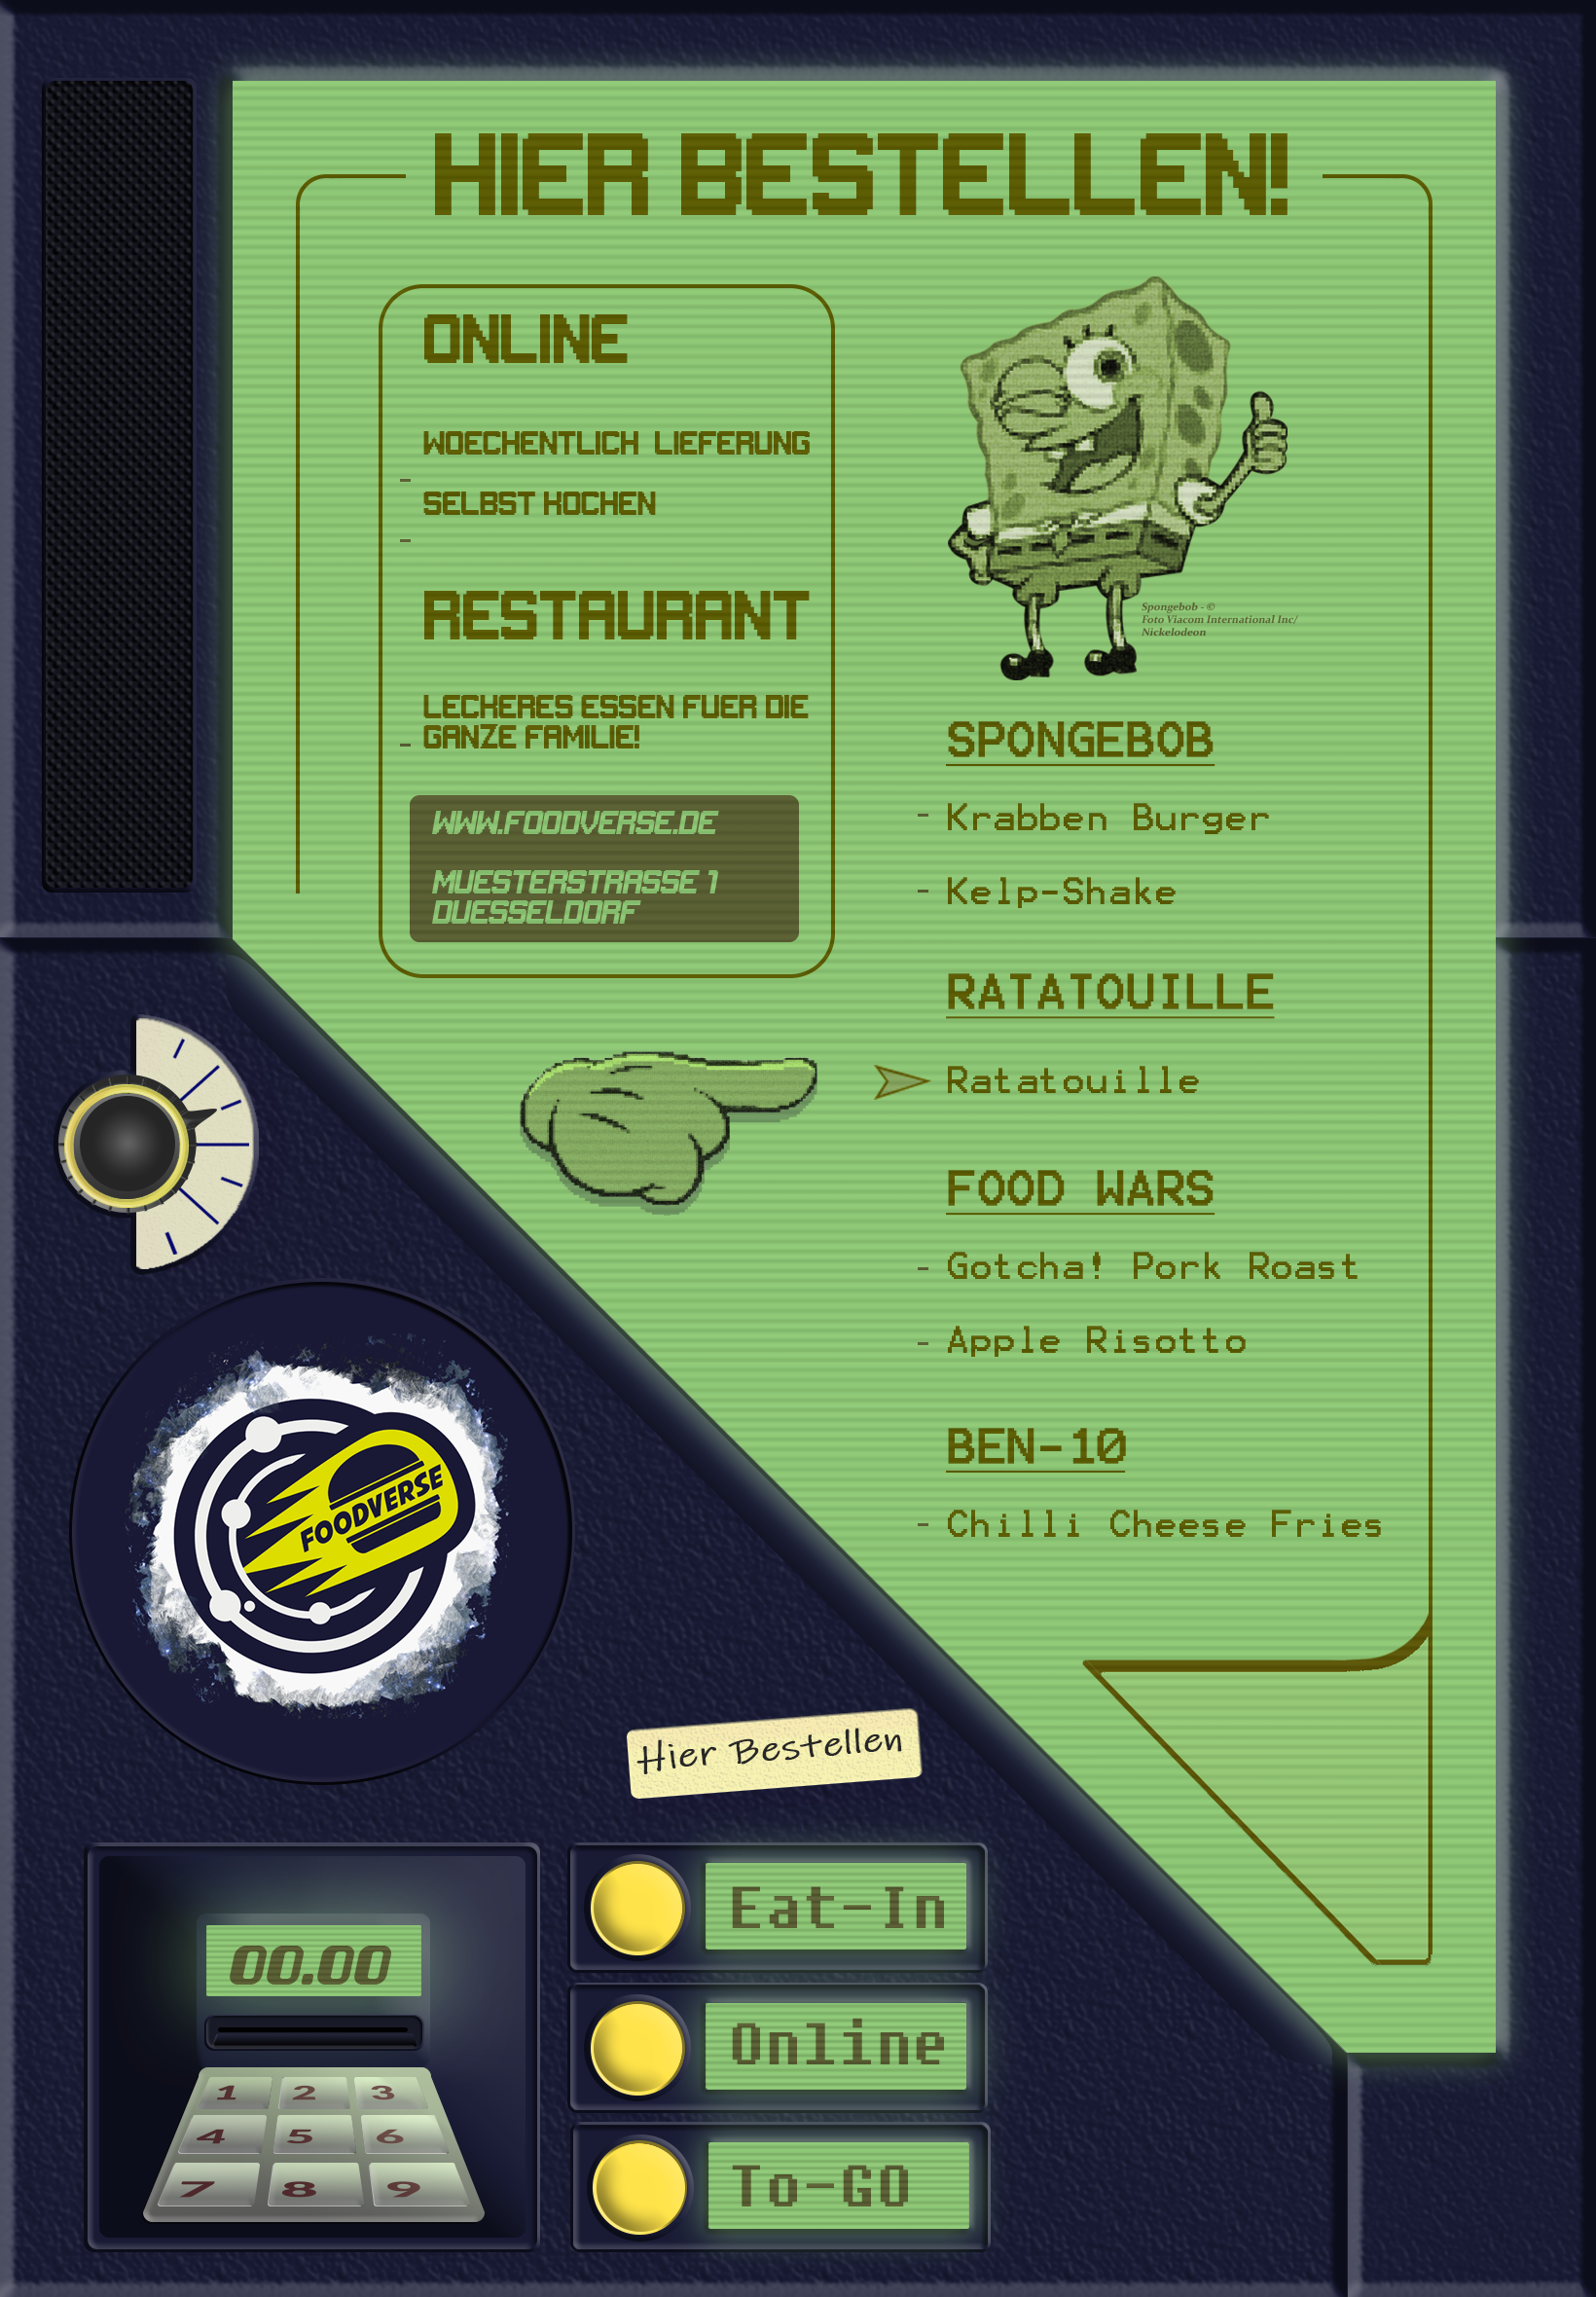 HIER BESTELLEN!
ONLINE
WOECHENTLICH LIEFERUNG
-
SELBST KOCHEN
-
RESTAURANT
LECHERES ESSEN FUER DIE
- GANZE FAMILIE!
WWW.FOODVERSE.DE
MUESTERSTRASSE 1
DUESSELDORF
Spongebob - ©
Foto Viacom International Inc/
Nickelodeon
SPONGEBOB
- Krabben Burger
- Kelp-Shake
RATATOUILLE
Ratatouille
FOOD WARS
- Gotcha! Pork Roast
- Apple Risotto
BEN-10
- Chilli Cheese Fries
FOODVERSE
Hier Bestellen
00.00
1 2 3
4 5 6
7 8 9
Eat-In
Online
To-GO